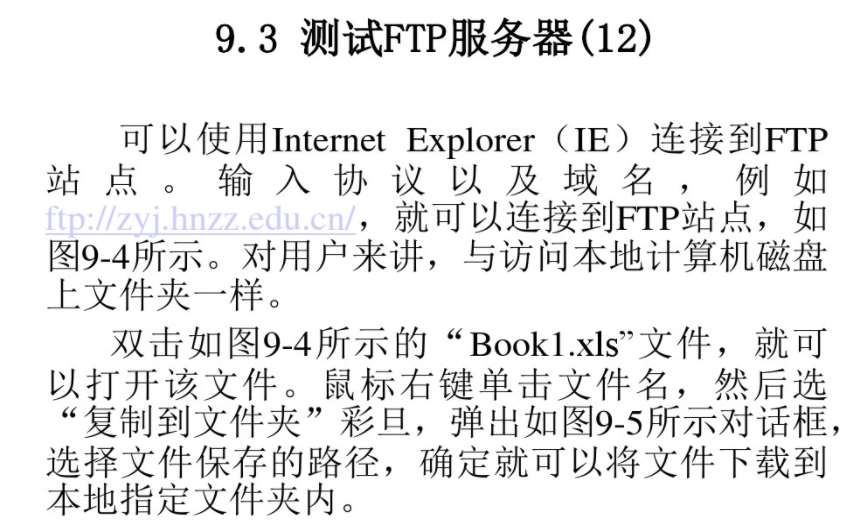 9.3 测试FTP服务器(12)
可以使用Internet Explorer（IE）连接到FTP
站点。输入协议以及域名，例如
ftp://zyj.hnzz.edu.cn/，就可以连接到FTP站点，如
图9-4所示。对用户来讲，与访问本地计算机磁盘
上文件夹一样。
双击如图9-4所示的“Book1.xls”文件，就可
以打开该文件。鼠标右键单击文件名，然后选
“复制到文件夹”彩旦，弹出如图9-5所示对话框，
选择文件保存的路径，确定就可以将文件下载到
本地指定文件夹内。